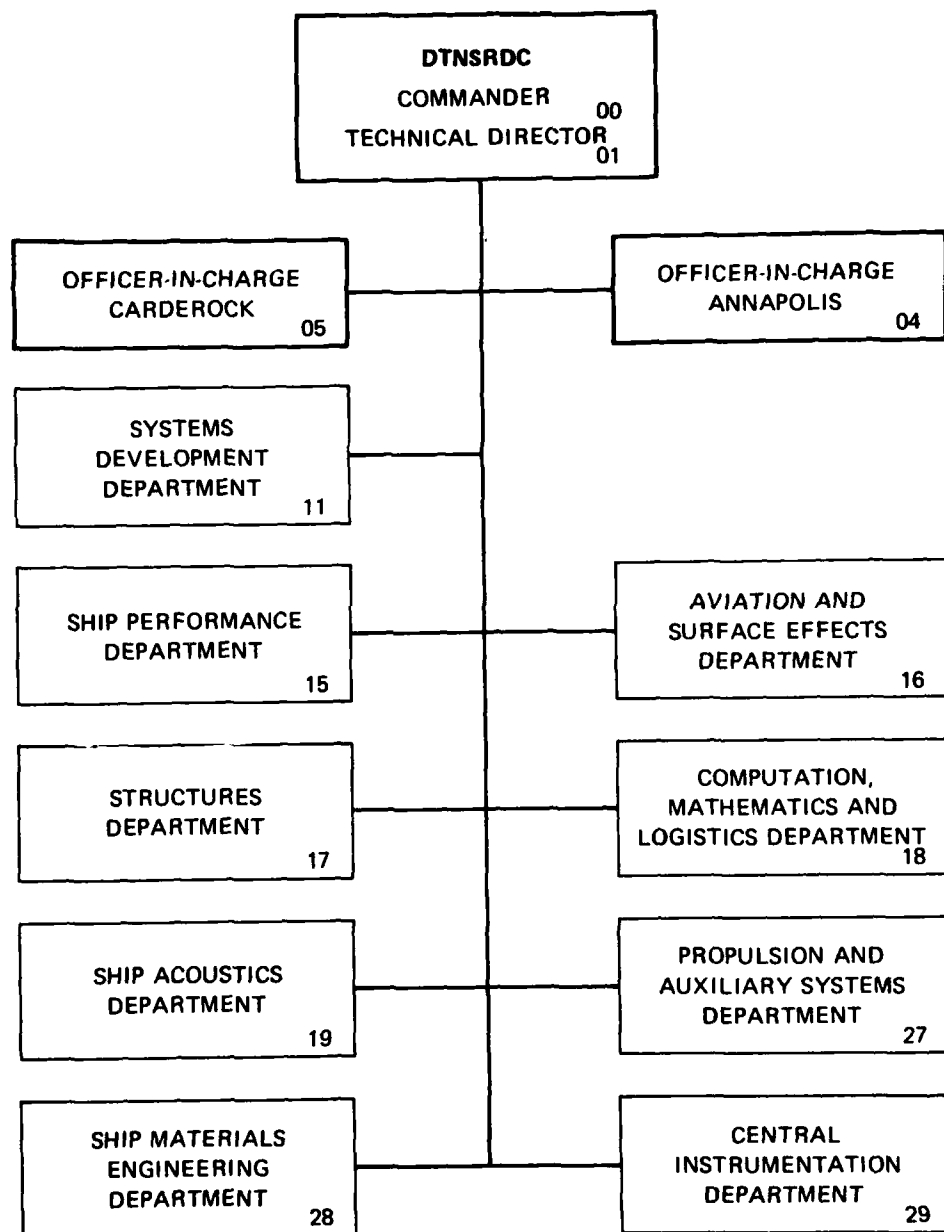 DTNSRDC
COMMANDER 00
TECHNICAL DIRECTOR 01
OFFICER-IN-CHARGE
CARDEROCK
05
OFFICER-IN-CHARGE
ANNAPOLIS
04
SYSTEMS
DEVELOPMENT
DEPARTMENT
11
SHIP PERFORMANCE
DEPARTMENT
15
AVIATION AND
SURFACE EFFECTS
DEPARTMENT
16
STRUCTURES
DEPARTMENT
17
COMPUTATION,
MATHEMATICS AND
LOGISTICS DEPARTMENT
18
SHIP ACOUSTICS
DEPARTMENT
19
PROPULSION AND
AUXILIARY SYSTEMS
DEPARTMENT
27
SHIP MATERIALS
ENGINEERING
DEPARTMENT
28
CENTRAL
INSTRUMENTATION
DEPARTMENT
29